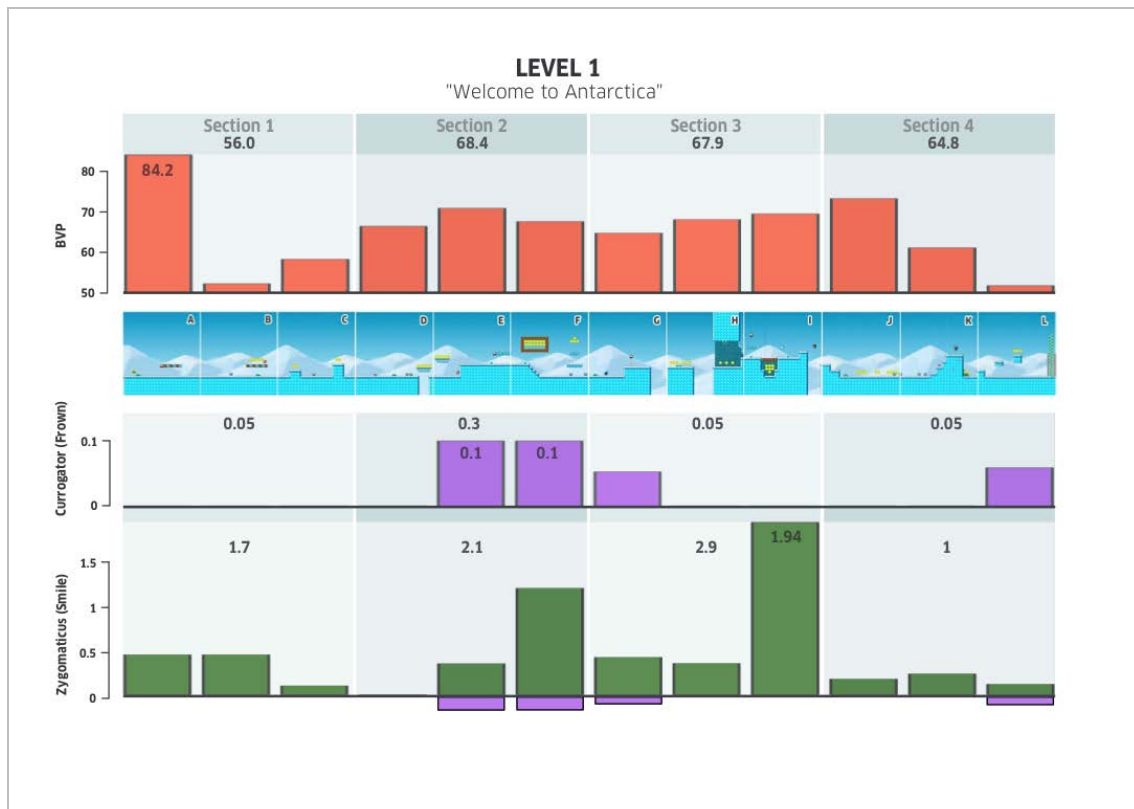 LEVEL 1
"Welcome to Antarctica"
Section 1 Section 2 Section 3 Section 4
56.0 68.4 67.9 64.8
BVP
80
70
60
50
84.2
A B C D E F G H I J K L
Currogator (Frown)
0.1
0
0.05 0.3 0.05 0.05
0.1 0.1
Zygomaticus (Smile)
1.5
1
0.5
0
1.7 2.1 2.9 1
1.94